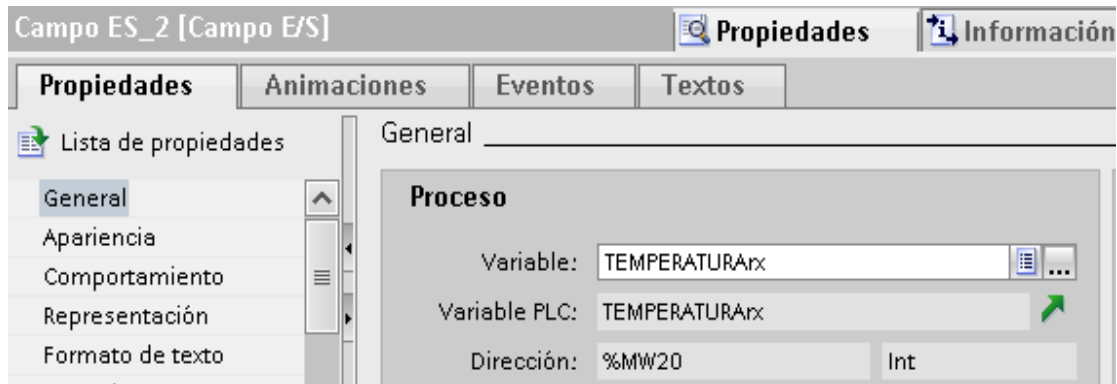 Campo ES_2 [Campo E/S]
Propiedades
Información
Propiedades
Animaciones
Eventos
Textos
Lista de propiedades
General
Apariencia
Comportamiento
Representación
Formato de texto
General
Proceso
Variable: TEMPERATURArx ...
Variable PLC: TEMPERATURArx
Dirección: %MW20 Int